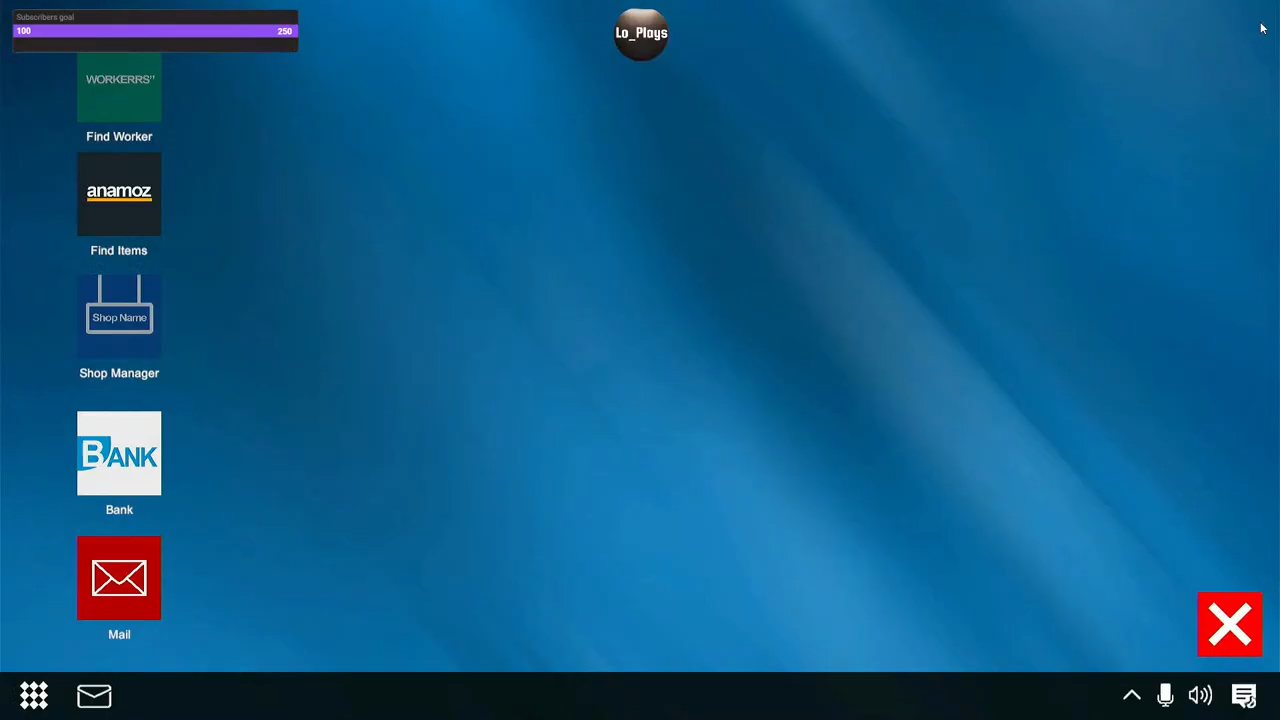 Subscribers goal
100 250
Lo_Plays
WORKERRS"
Find Worker
anamoz
Find Items
Shop Name
Shop Manager
BANK
Bank
Mail